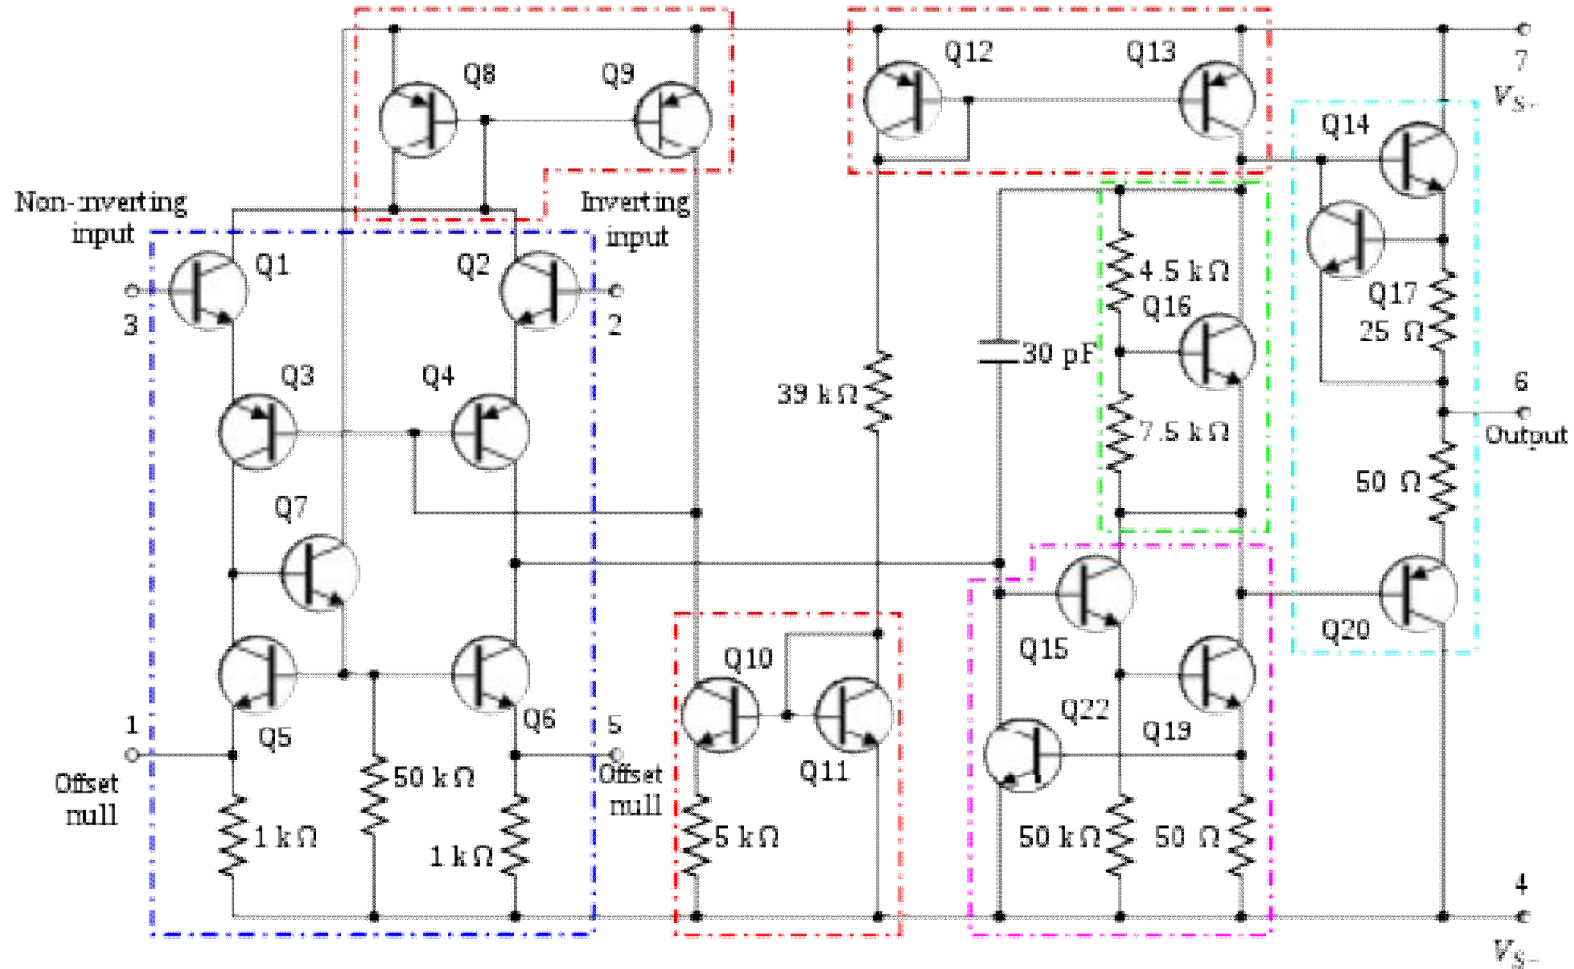 Q8
Q9
Q12
Q13
7
V_S+
Q14
Non-inverting
input
Inverting
input
Q1
Q2
3
2
4.5 kΩ
Q16
Q17
25 Ω
30 pF
Q3
Q4
39 kΩ
6
Output
7.5 kΩ
50 Ω
Q7
Q15
Q20
Q10
Q22
Q19
1
Q5
Q6
5
Q11
Offset
null
Offset
null
50 kΩ
1 kΩ
1 kΩ
5 kΩ
50 kΩ
50 Ω
4
V_S−